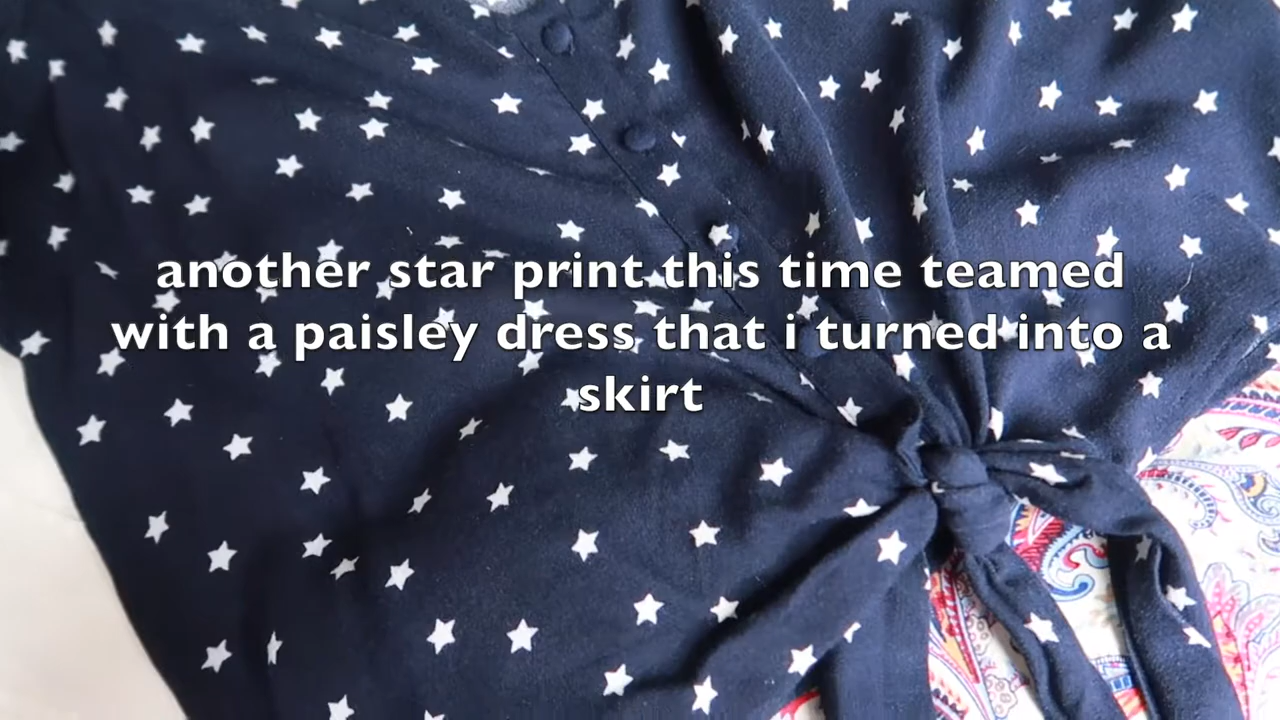 another star print this time teamed
with a paisley dress that i turned into a
skirt